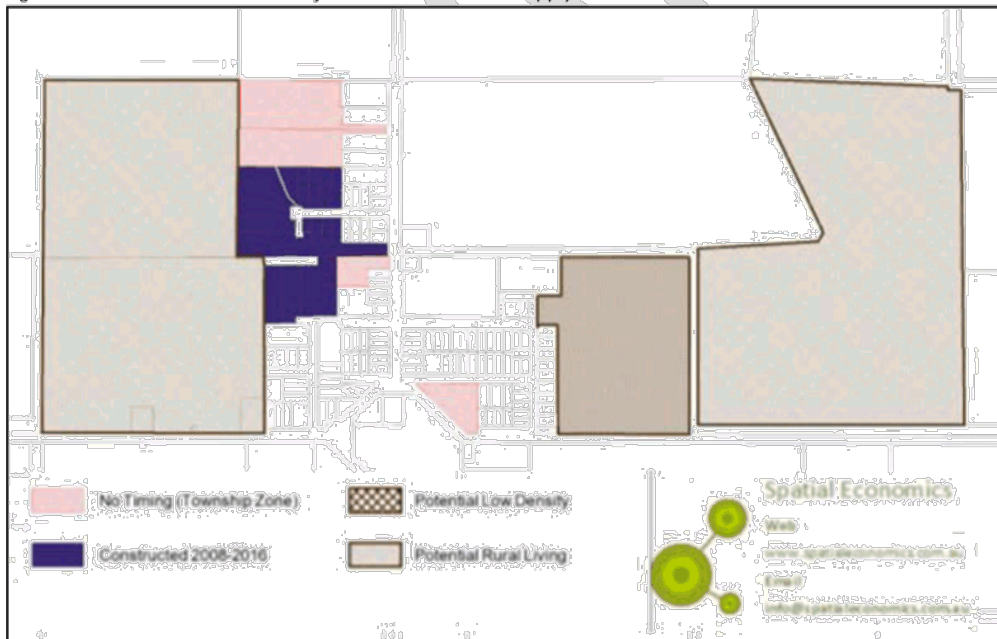 No Timing (Township Zone)
Constructed 2008-2016
Potential Low Density
Potential Rural Living
Spatial Economics
Web
www.spatialeconomics.com.au
Email
info@spatialeconomics.com.au